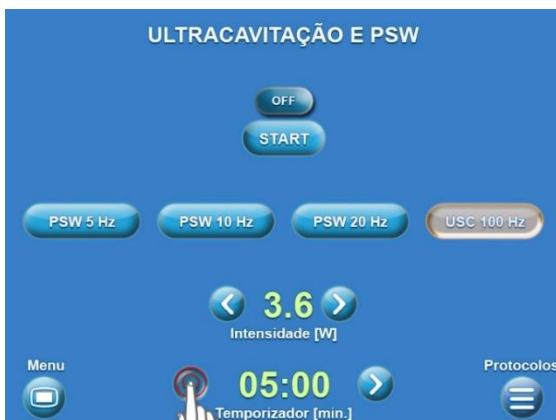 ULTRACAVITAÇÃO E PSW
OFF
START
PSW 5 Hz
PSW 10 Hz
PSW 20 Hz
USC 100 Hz
3.6
Intensidade [W]
Menu
05:00
Temporizador [min.]
Protocolos